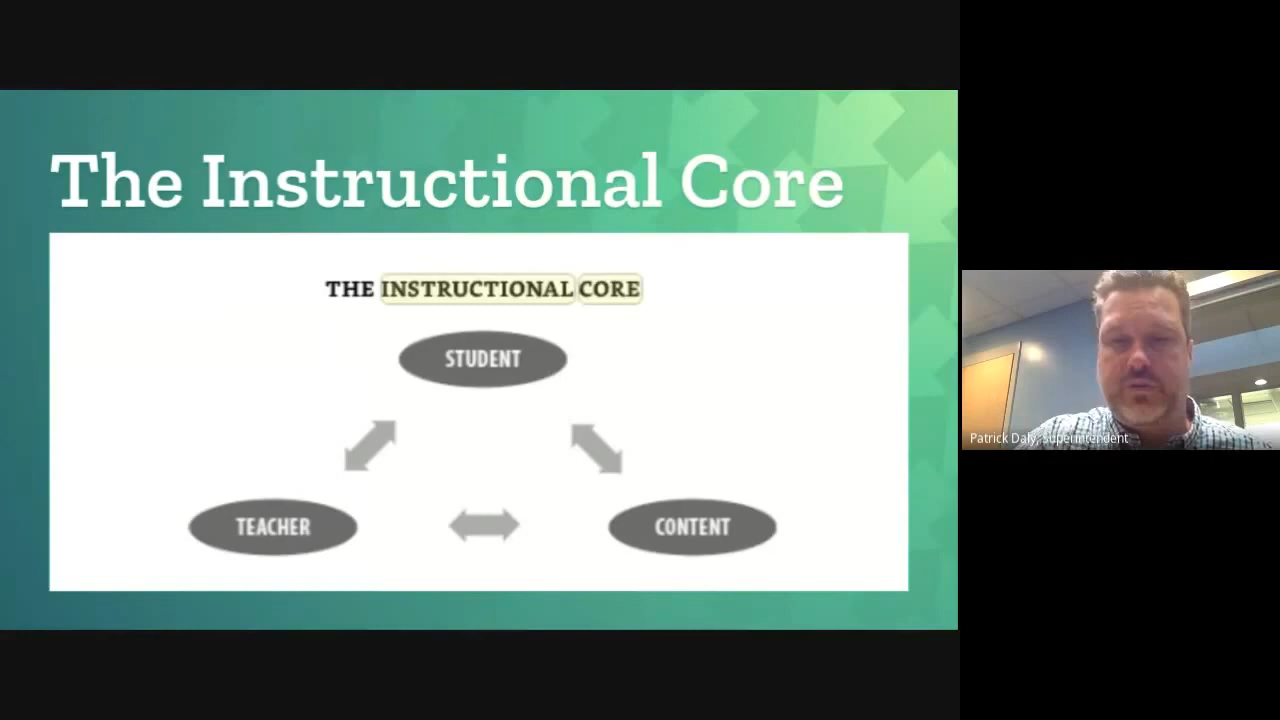 The Instructional Core
THE INSTRUCTIONAL CORE
STUDENT
TEACHER
CONTENT
Patrick Daly, Superintendent